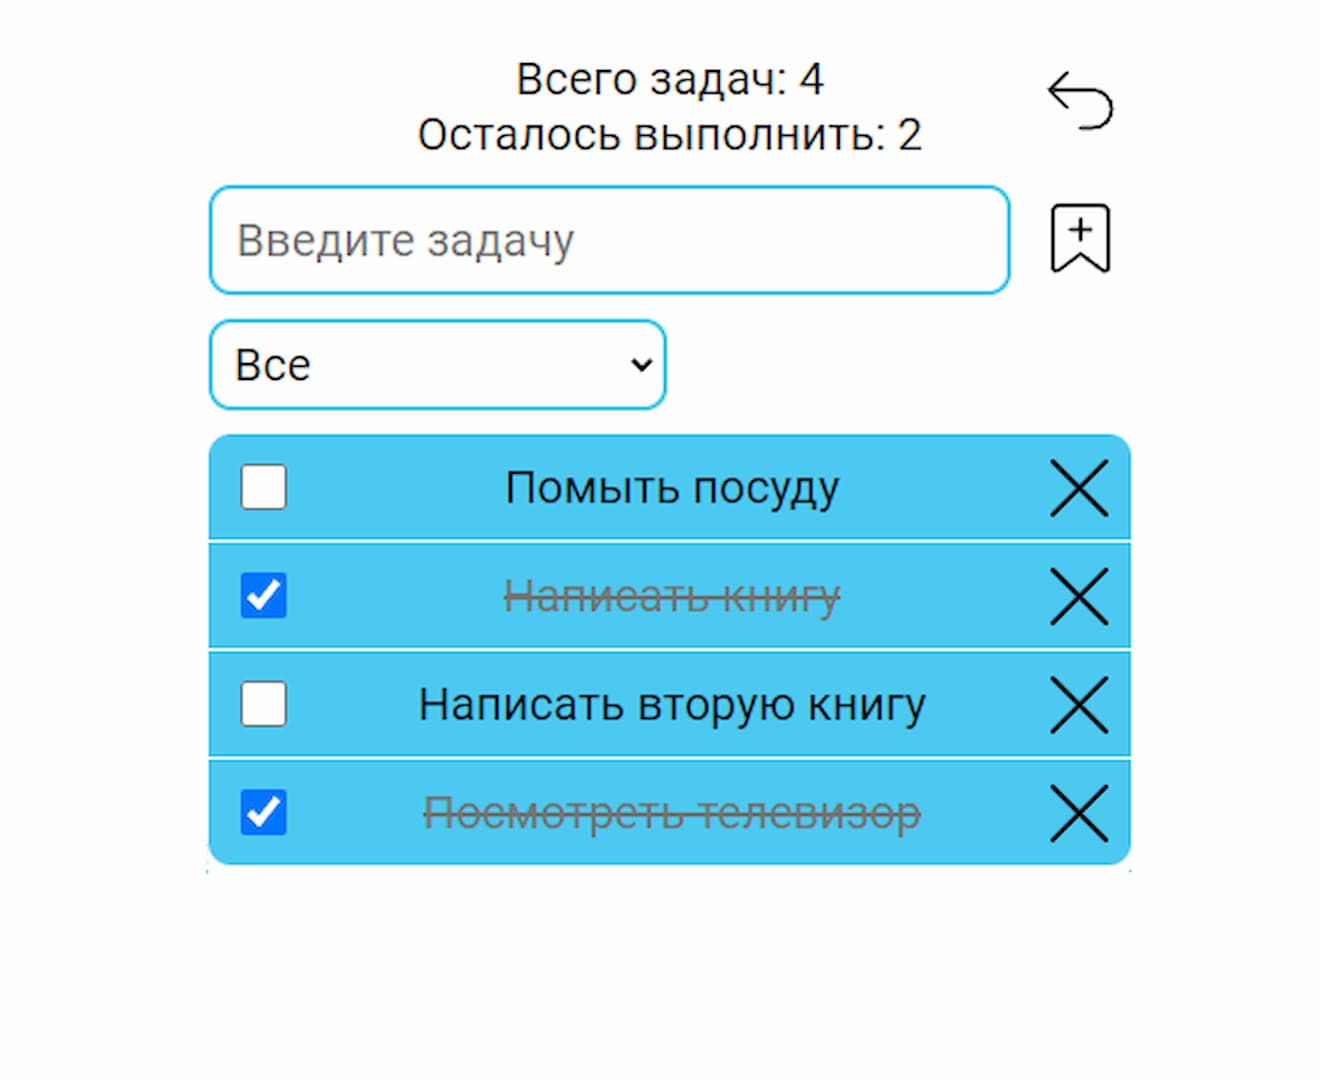 Всего задач: 4
Осталось выполнить: 2
Введите задачу
Все
Помыть посуду
Написать книгу
Написать вторую книгу
Посмотреть телевизор